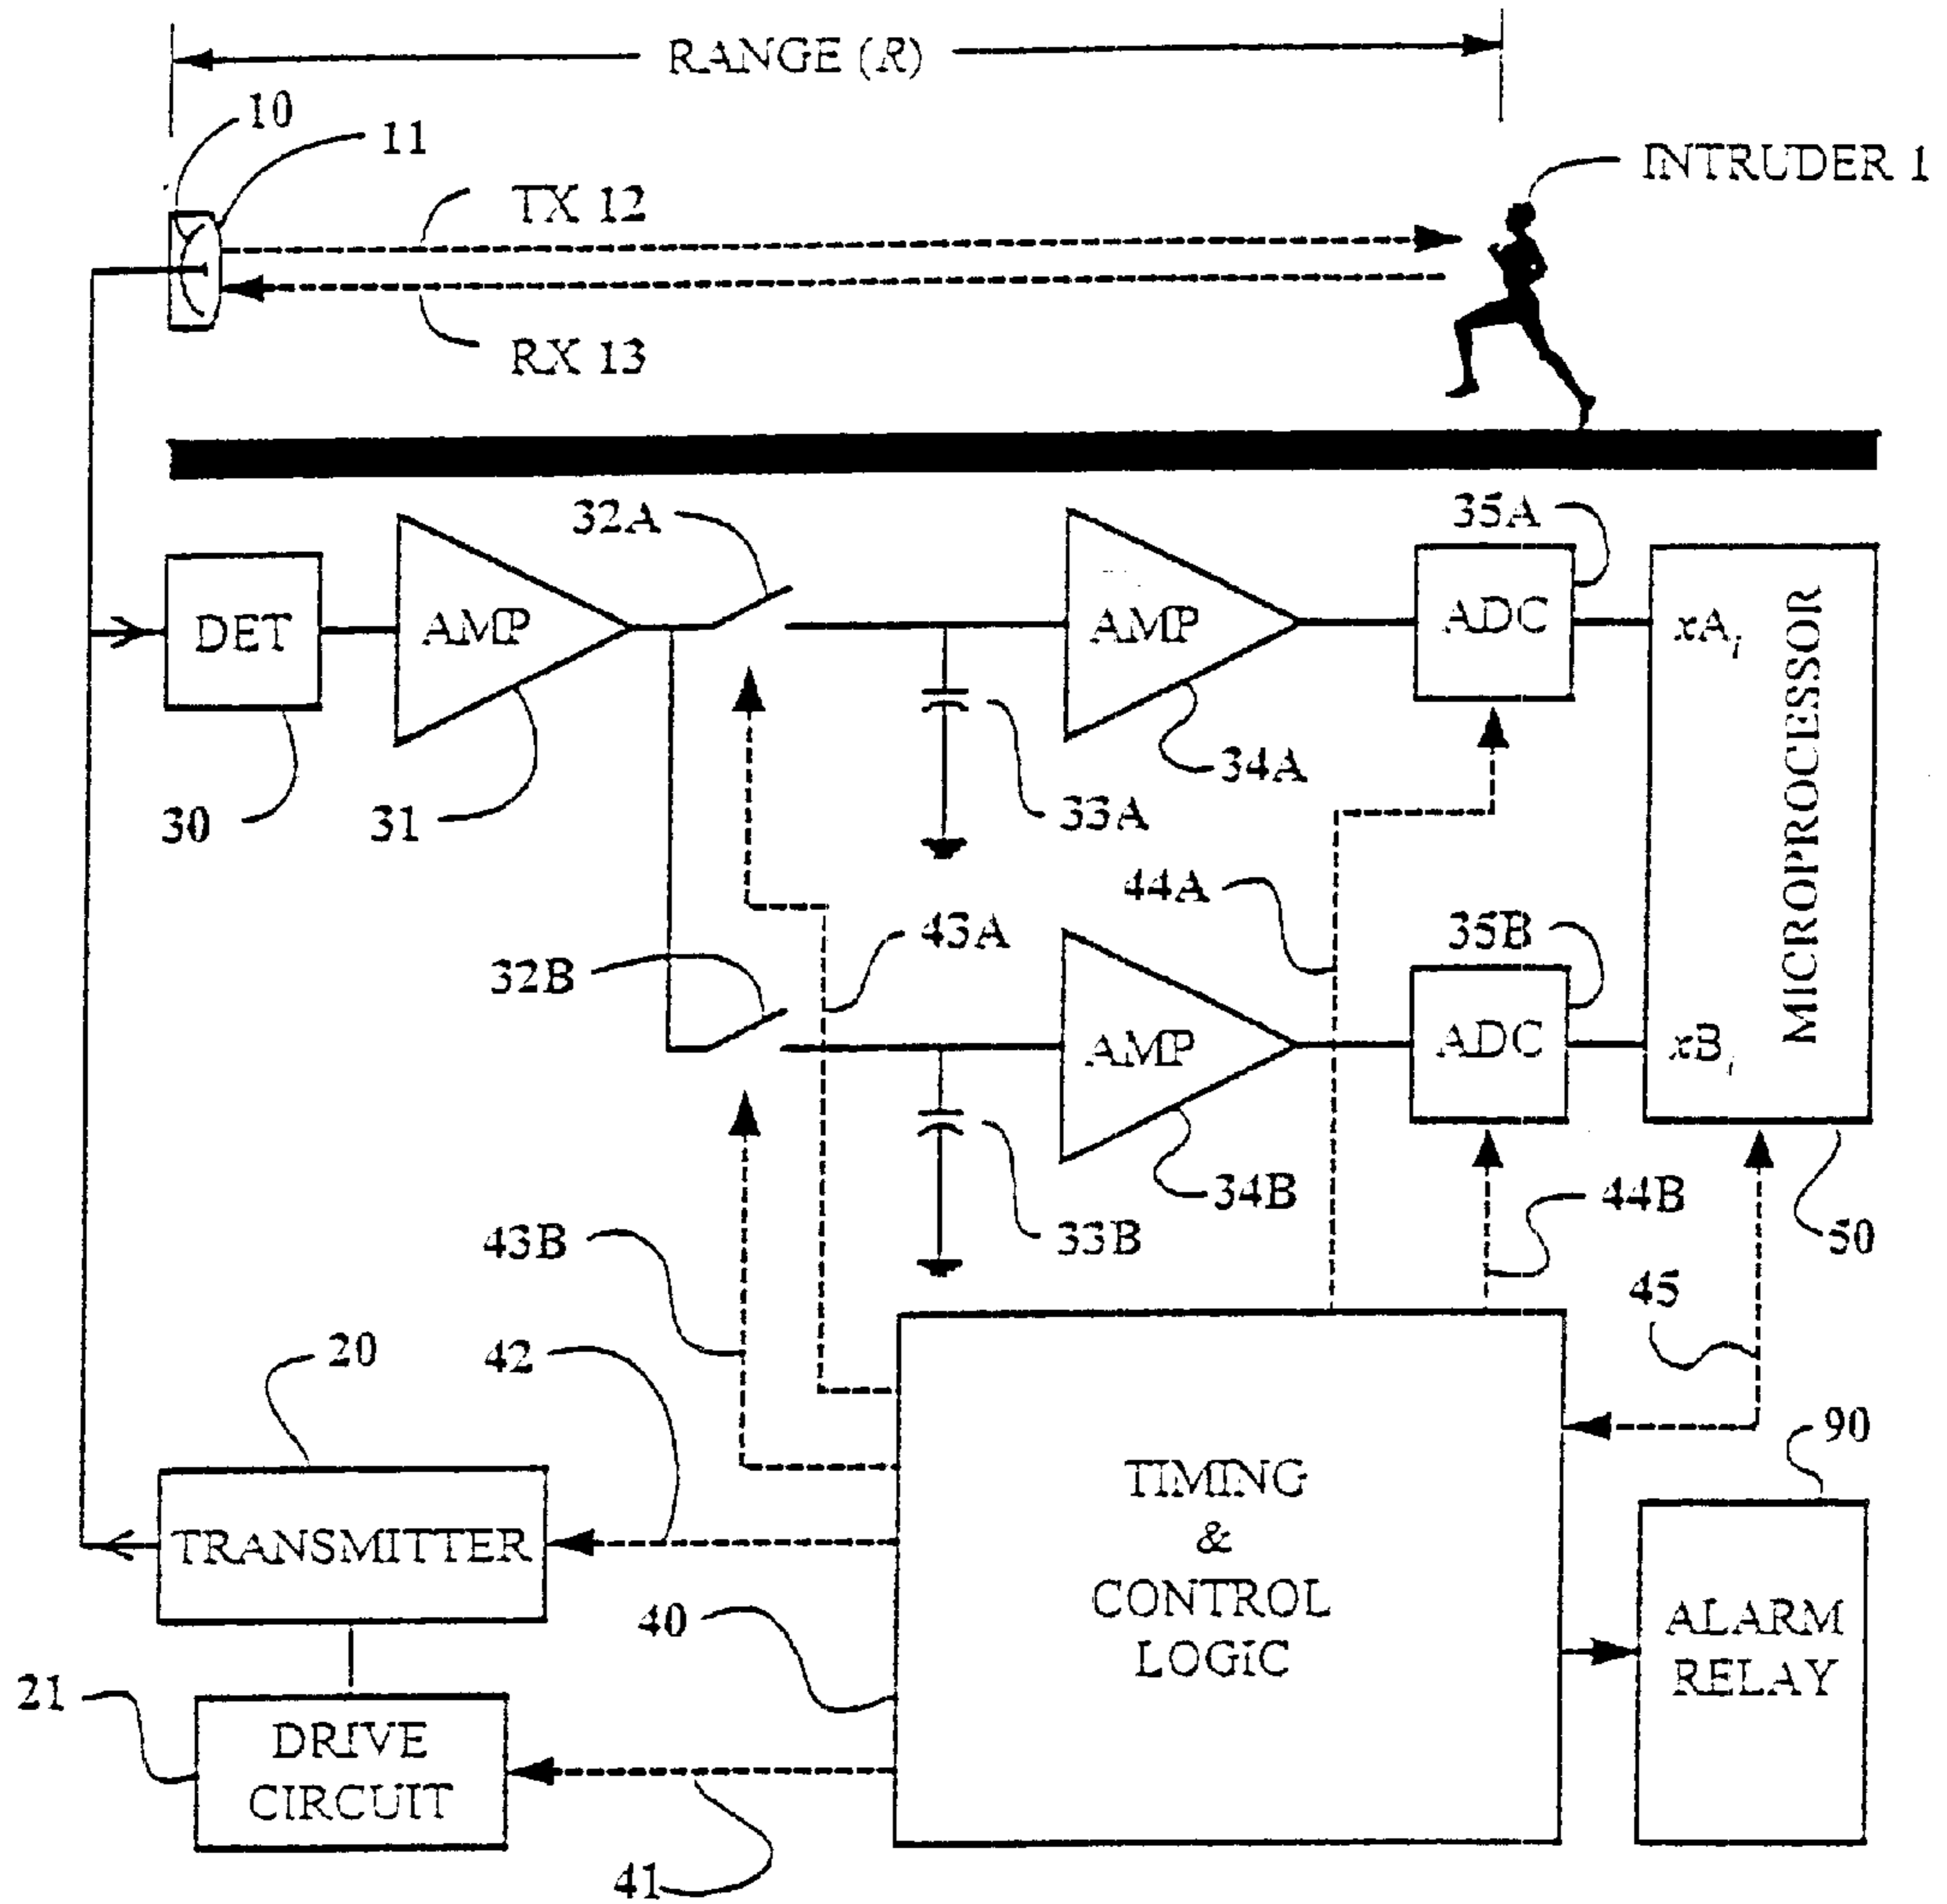 RANGE (R)
10
11
INTRUDER 1
TX 12
RX 13
32A
35A
DET
AMP
AMP
ADC
xAi
MICROPROCESSOR
34A
30
31
33A
44A
43A
35B
32B
AMP
ADC
xBi
34B
44B
43B
33B
50
45
20
42
90
TIMING
&
CONTROL
LOGIC
TRANSMITTER
40
ALARM
RELAY
21
DRIVE
CIRCUIT
41